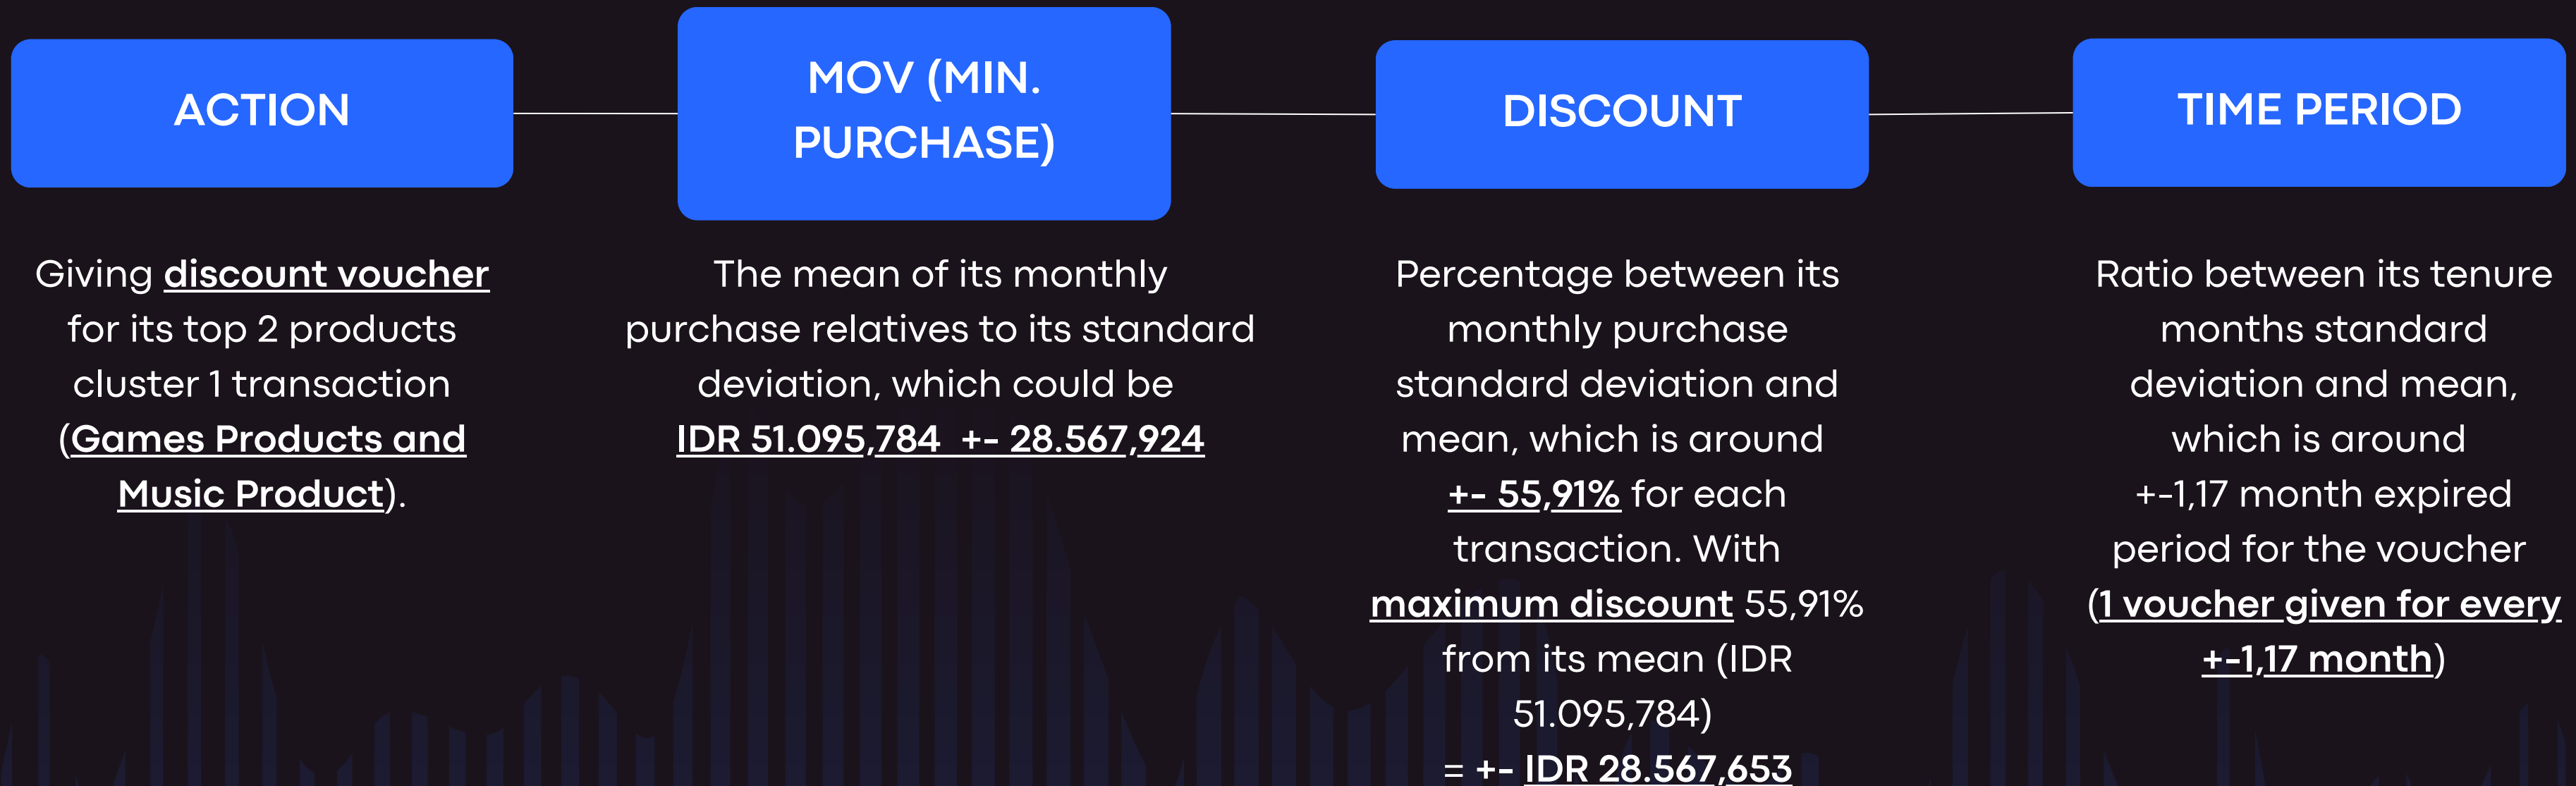 ACTION
Giving discount voucher
for its top 2 products
cluster 1 transaction
(Games Products and
Music Product).
MOV (MIN.
PURCHASE)
The mean of its monthly
purchase relatives to its standard
deviation, which could be
IDR 51.095,784 +- 28.567,924
DISCOUNT
Percentage between its
monthly purchase
standard deviation and
mean, which is around
+- 55,91% for each
transaction. With
maximum discount 55,91%
from its mean (IDR
51.095,784)
= +- IDR 28.567,653
TIME PERIOD
Ratio between its tenure
months standard
deviation and mean,
which is around
+-1,17 month expired
period for the voucher
(1 voucher given for every
+-1,17 month)